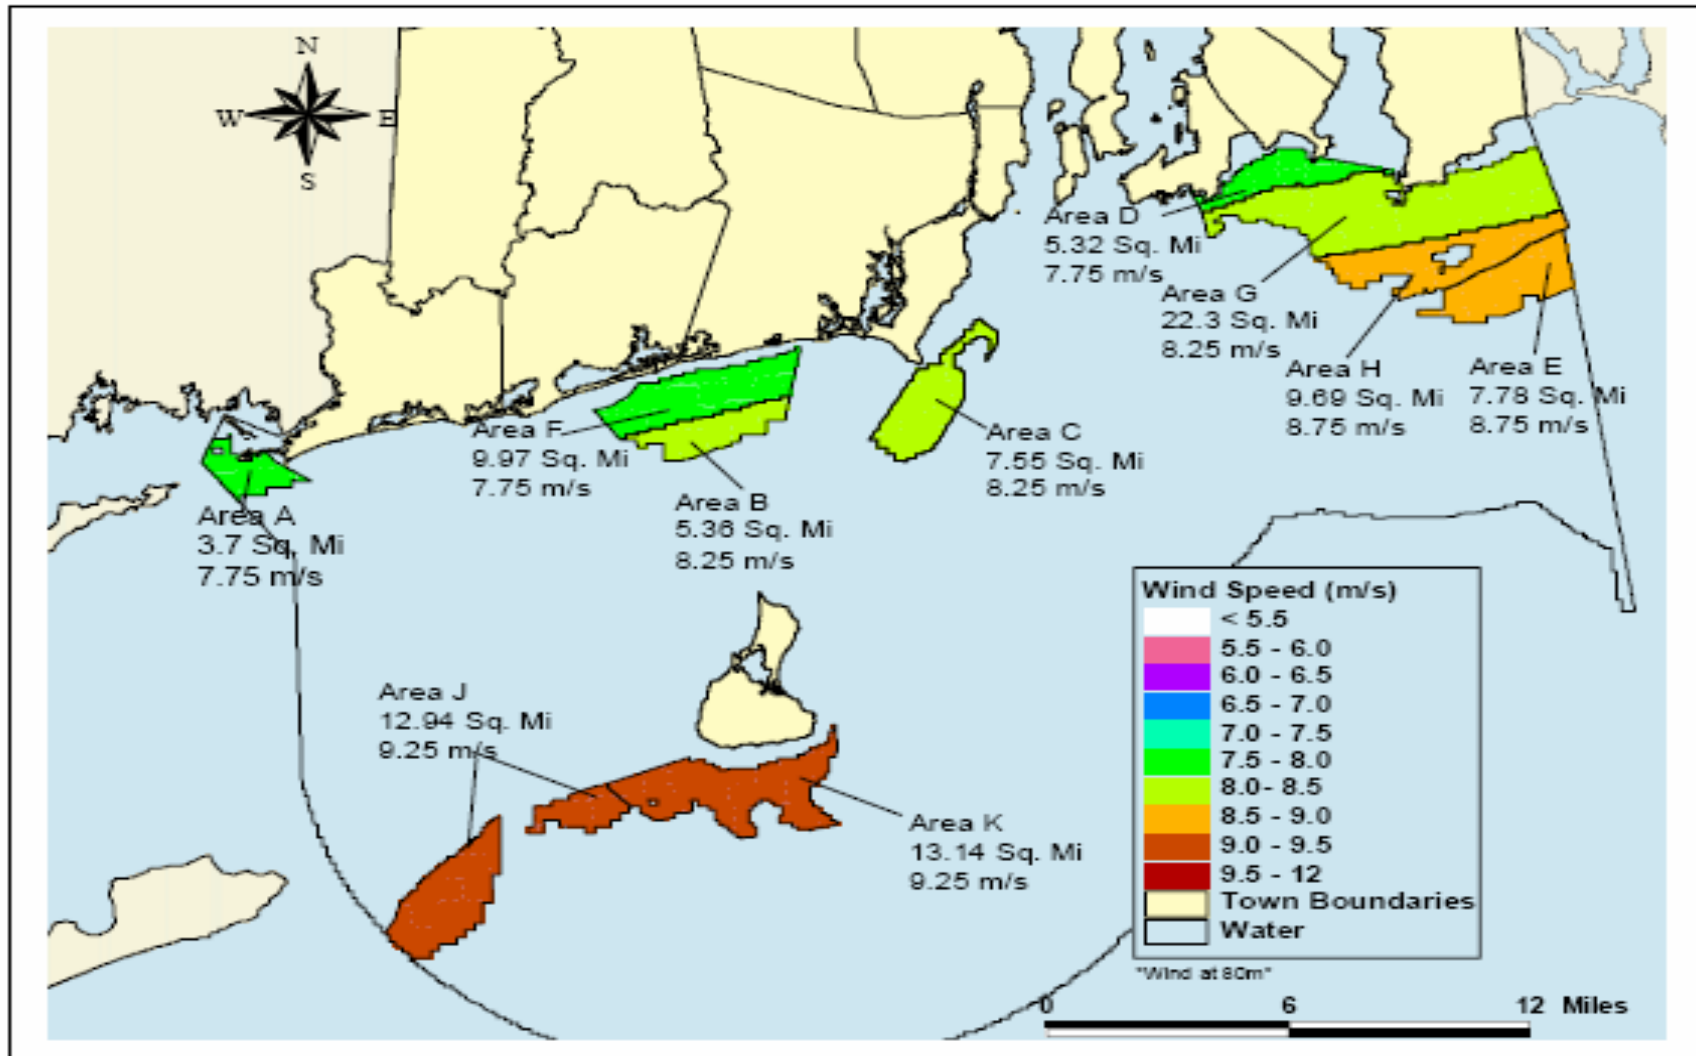 N
W E
S
Area D
5.32 Sq. Mi
7.75 m/s
Area G
22.3 Sq. Mi
8.25 m/s
Area H
9.69 Sq. Mi
8.75 m/s
Area E
7.78 Sq. Mi
8.75 m/s
Area F
9.97 Sq. Mi
7.75 m/s
Area C
7.55 Sq. Mi
8.25 m/s
Area B
5.36 Sq. Mi
8.25 m/s
Area A
3.7 Sq. Mi
7.75 m/s
Area J
12.94 Sq. Mi
9.25 m/s
Area K
13.14 Sq. Mi
9.25 m/s
Wind Speed (m/s)
< 5.5
5.5 - 6.0
6.0 - 6.5
6.5 - 7.0
7.0 - 7.5
7.5 - 8.0
8.0- 8.5
8.5 - 9.0
9.0 - 9.5
9.5 - 12
Town Boundaries
Water
"Wind at 80m"
0 6 12 Miles